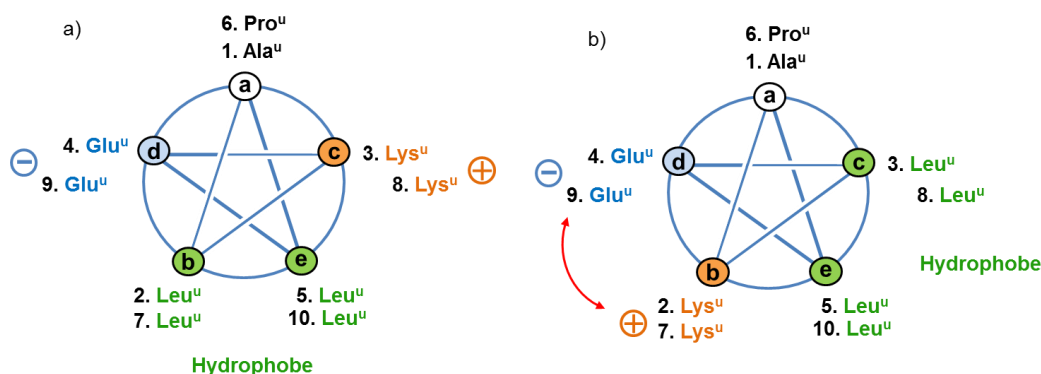 a)
6. Proᵘ
1. Alaᵘ
a
4. Gluᵘ
d
c
3. Lysᵘ
−
+
9. Gluᵘ
8. Lysᵘ
b
e
2. Leuᵘ
5. Leuᵘ
7. Leuᵘ
10. Leuᵘ
Hydrophobe
b)
6. Proᵘ
1. Alaᵘ
a
4. Gluᵘ
d
c
3. Leuᵘ
−
9. Gluᵘ
8. Leuᵘ
b
e
Hydrophobe
+
2. Lysᵘ
5. Leuᵘ
7. Lysᵘ
10. Leuᵘ